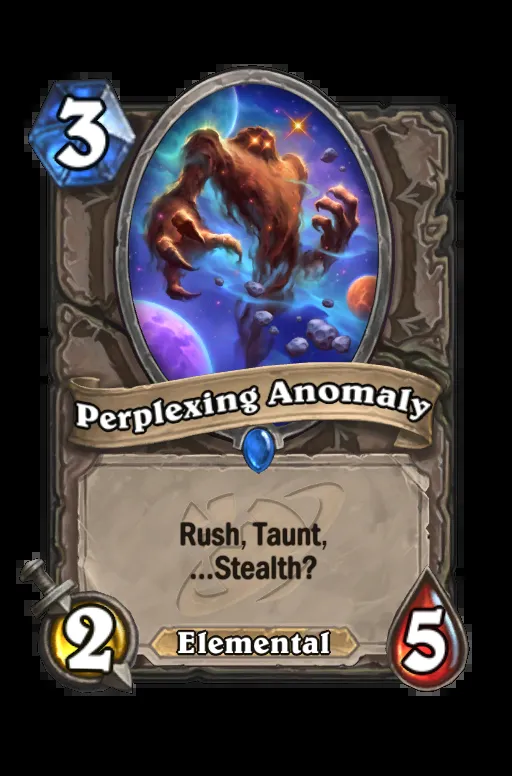 3
Perplexing Anomaly
Rush, Taunt,
...Stealth?
2
Elemental
5